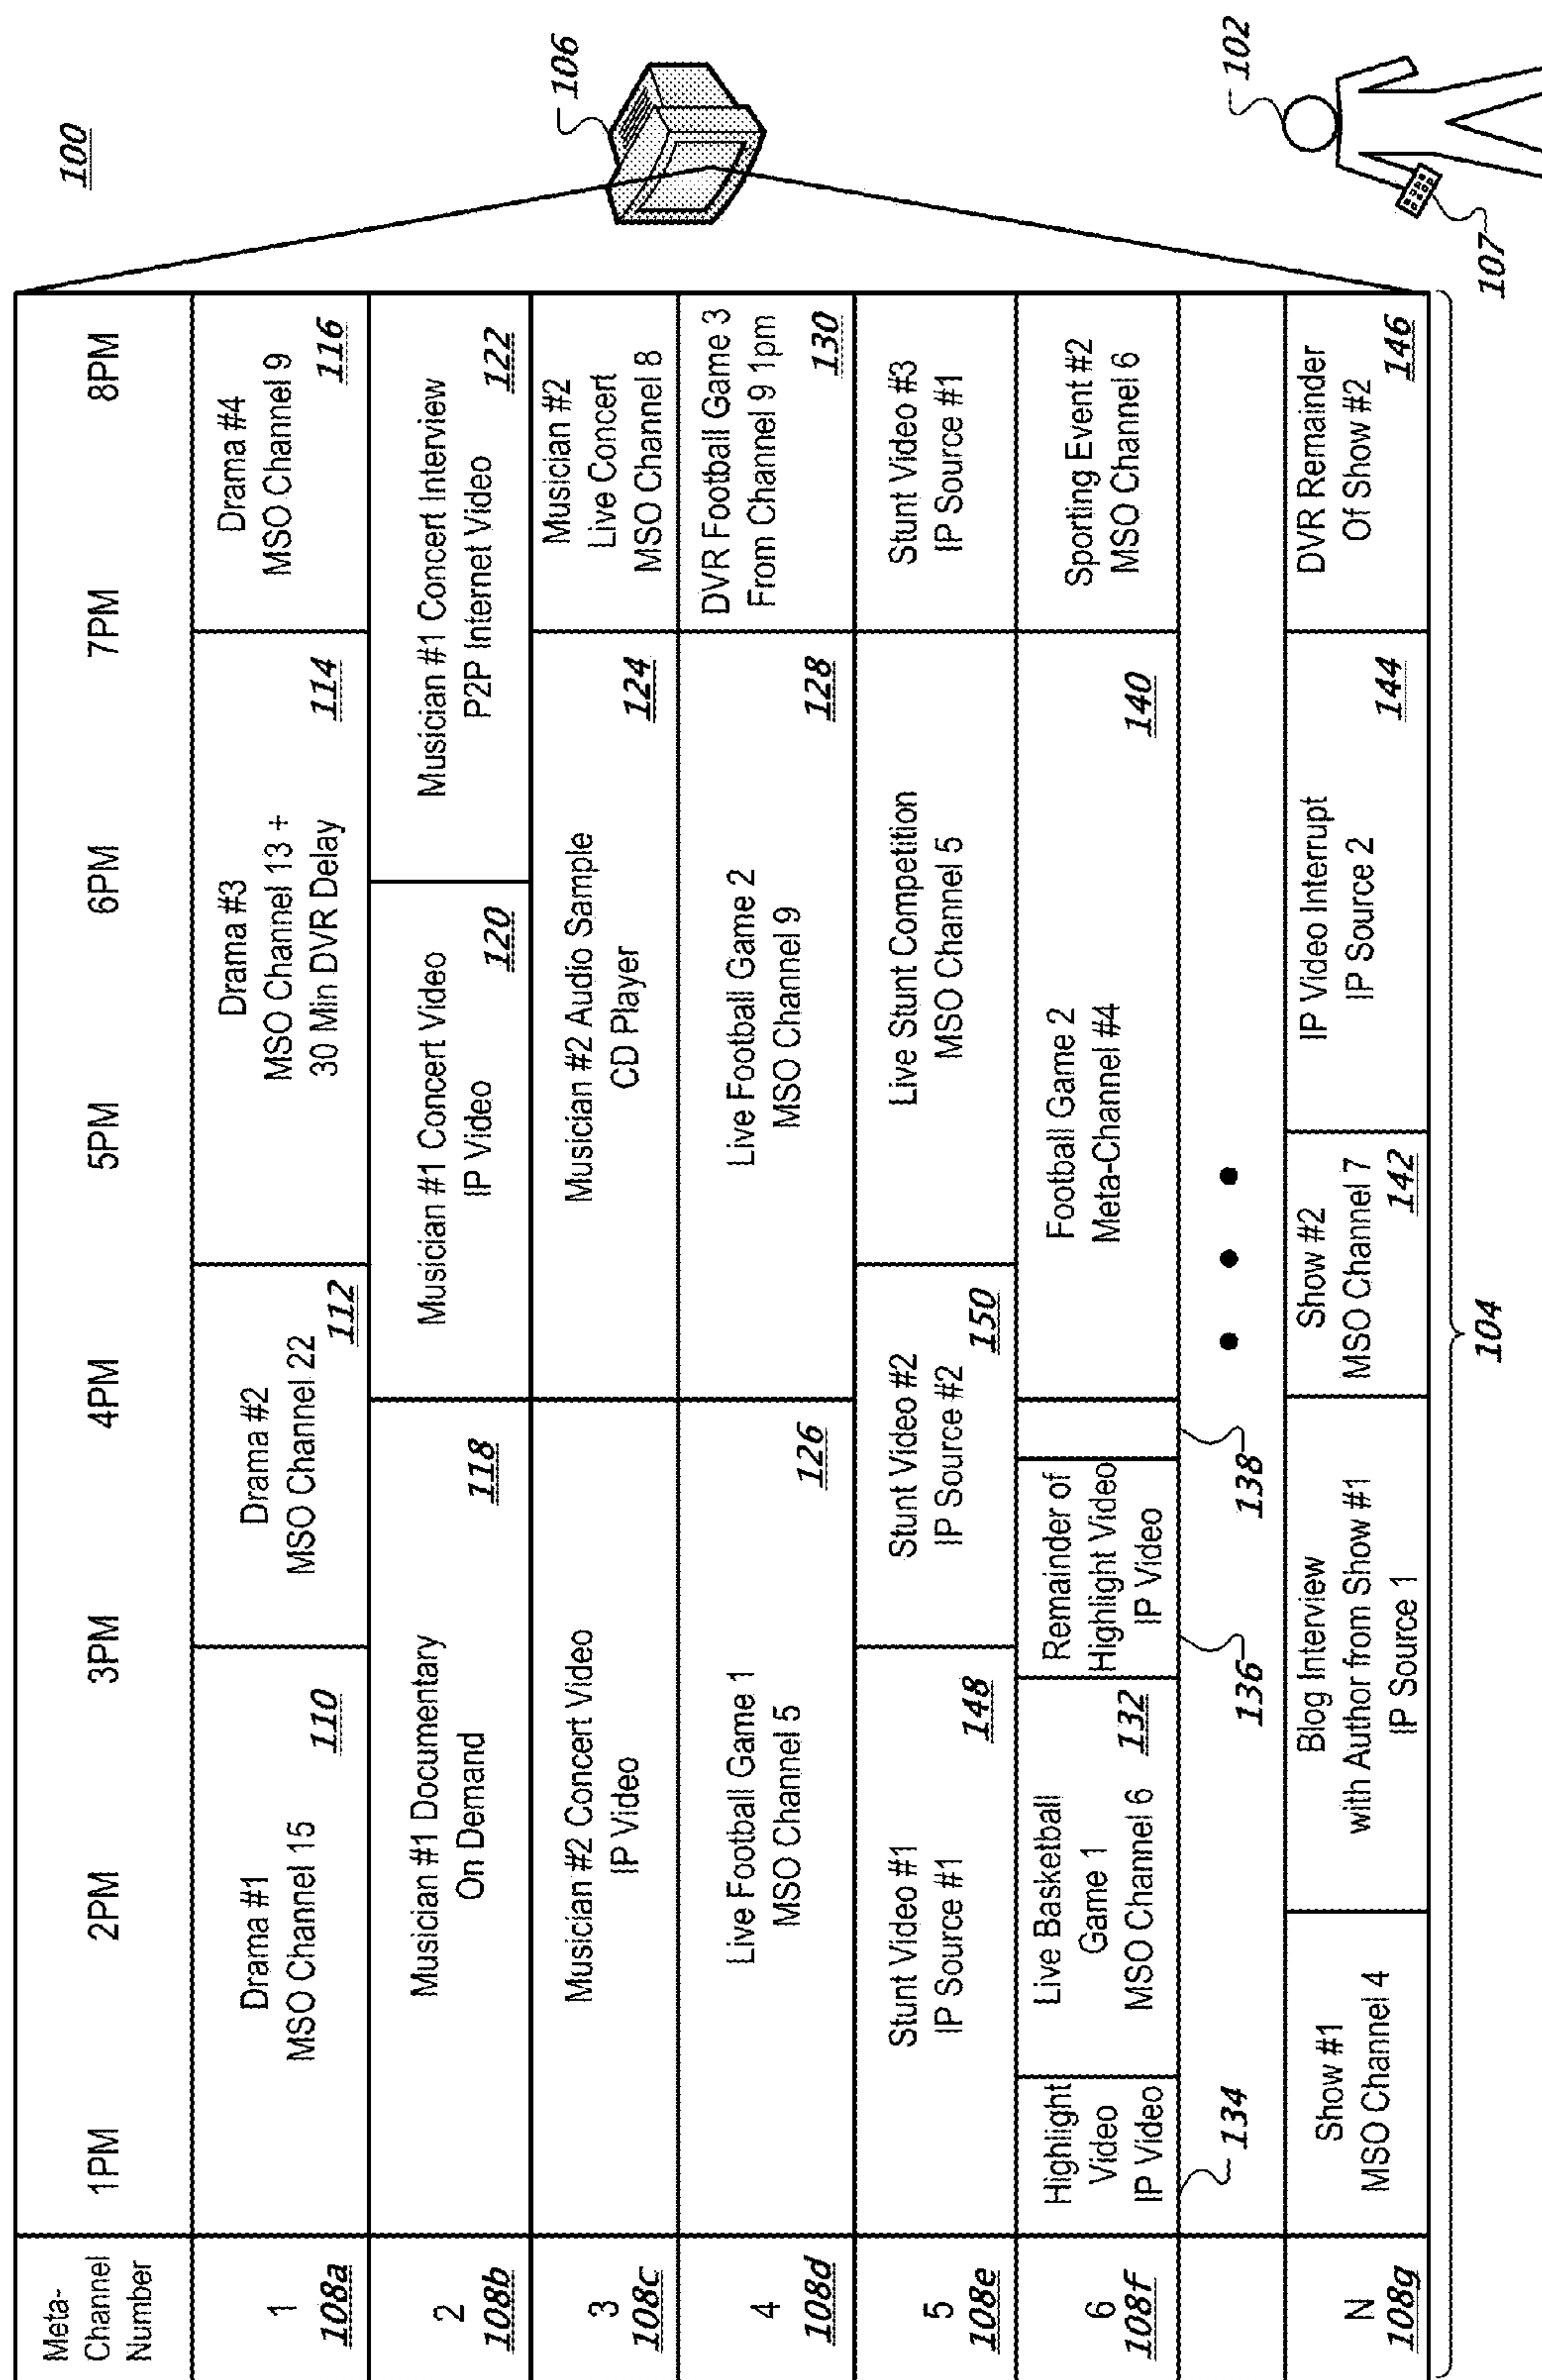 100
Meta-
Channel
Number
1PM
2PM
3PM
4PM
5PM
6PM
7PM
8PM
1
108a
Drama #1
MSO Channel 15
110
Drama #2
MSO Channel 22
112
Drama #3
MSO Channel 13 +
30 Min DVR Delay
114
Drama #4
MSO Channel 9
116
2
108b
Musician #1 Documentary
On Demand
118
Musician #1 Concert Video
IP Video
120
Musician #1 Concert Interview
P2P Internet Video
122
3
108c
Musician #2 Concert Video
IP Video
Musician #2 Audio Sample
CD Player
124
Musician #2
Live Concert
MSO Channel 8
4
108d
Live Football Game 1
MSO Channel 5
126
Live Football Game 2
MSO Channel 9
128
DVR Football Game 3
From Channel 9 1pm
130
5
108e
Stunt Video #1
IP Source #1
148
Stunt Video #2
IP Source #2
150
Live Stunt Competition
MSO Channel 5
Stunt Video #3
IP Source #1
6
108f
Highlight
Video
IP Video
134
Live Basketball
Game 1
MSO Channel 6
132
Remainder of
Highlight Video
IP Video
136
138
Football Game 2
Meta-Channel #4
140
Sporting Event #2
MSO Channel 6
N
108g
Show #1
MSO Channel 4
Blog Interview
with Author from Show #1
IP Source 1
Show #2
MSO Channel 7
142
IP Video Interrupt
IP Source 2
144
DVR Remainder
Of Show #2
146
104
106
102
107